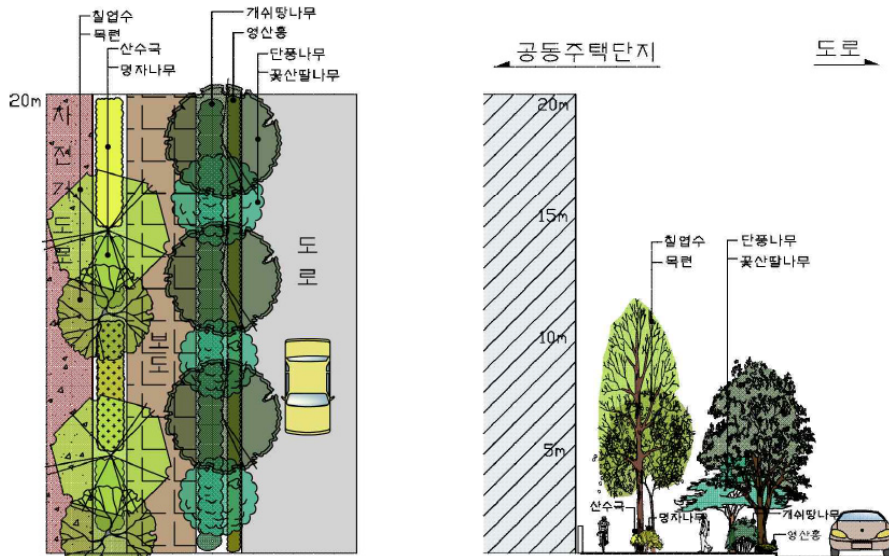 칠엽수
목련
산수국
명자나무
개쉬땅나무
영산홍
단풍나무
꽃산딸나무
20m
자전거도로
보도
도로
공동주택단지
도로
20m
15m
10m
5m
칠엽수
목련
단풍나무
꽃산딸나무
산수국
명자나무
개쉬땅나무
영산홍